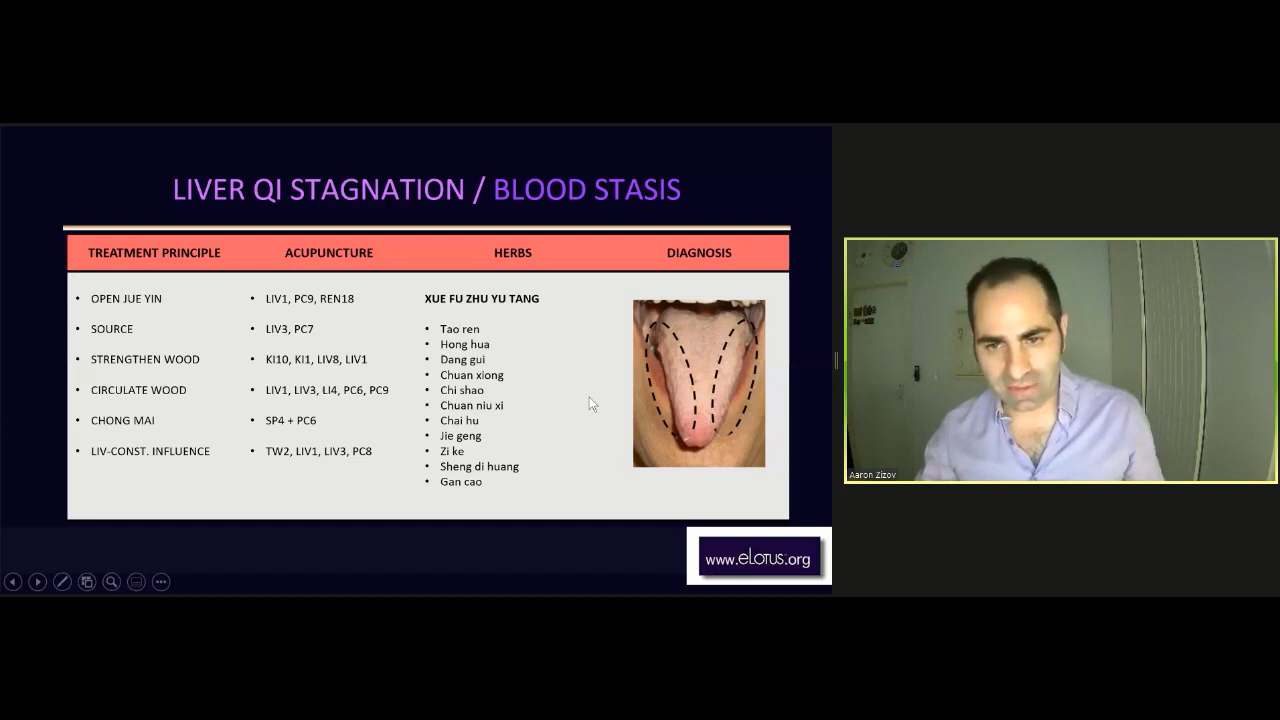 LIVER QI STAGNATION / BLOOD STASIS
TREATMENT PRINCIPLE
ACUPUNCTURE
HERBS
DIAGNOSIS
• OPEN JUE YIN
• LIV1, PC9, REN18
XUE FU ZHU YU TANG
• SOURCE
• LIV3, PC7
• Tao ren
• Hong hua
• STRENGTHEN WOOD
• KI10, KI1, LIV8, LIV1
• Dang gui
• Chuan xiong
• CIRCULATE WOOD
• LIV1, LIV3, LI4, PC6, PC9
• Chi shao
• Chuan niu xi
• CHONG MAI
• SP4 + PC6
• Chai hu
• Jie geng
• LIV-CONST. INFLUENCE
• TW2, LIV1, LIV3, PC8
• Zi ke
• Sheng di huang
• Gan cao
www.eLOTUS.org
Aaron Zizov